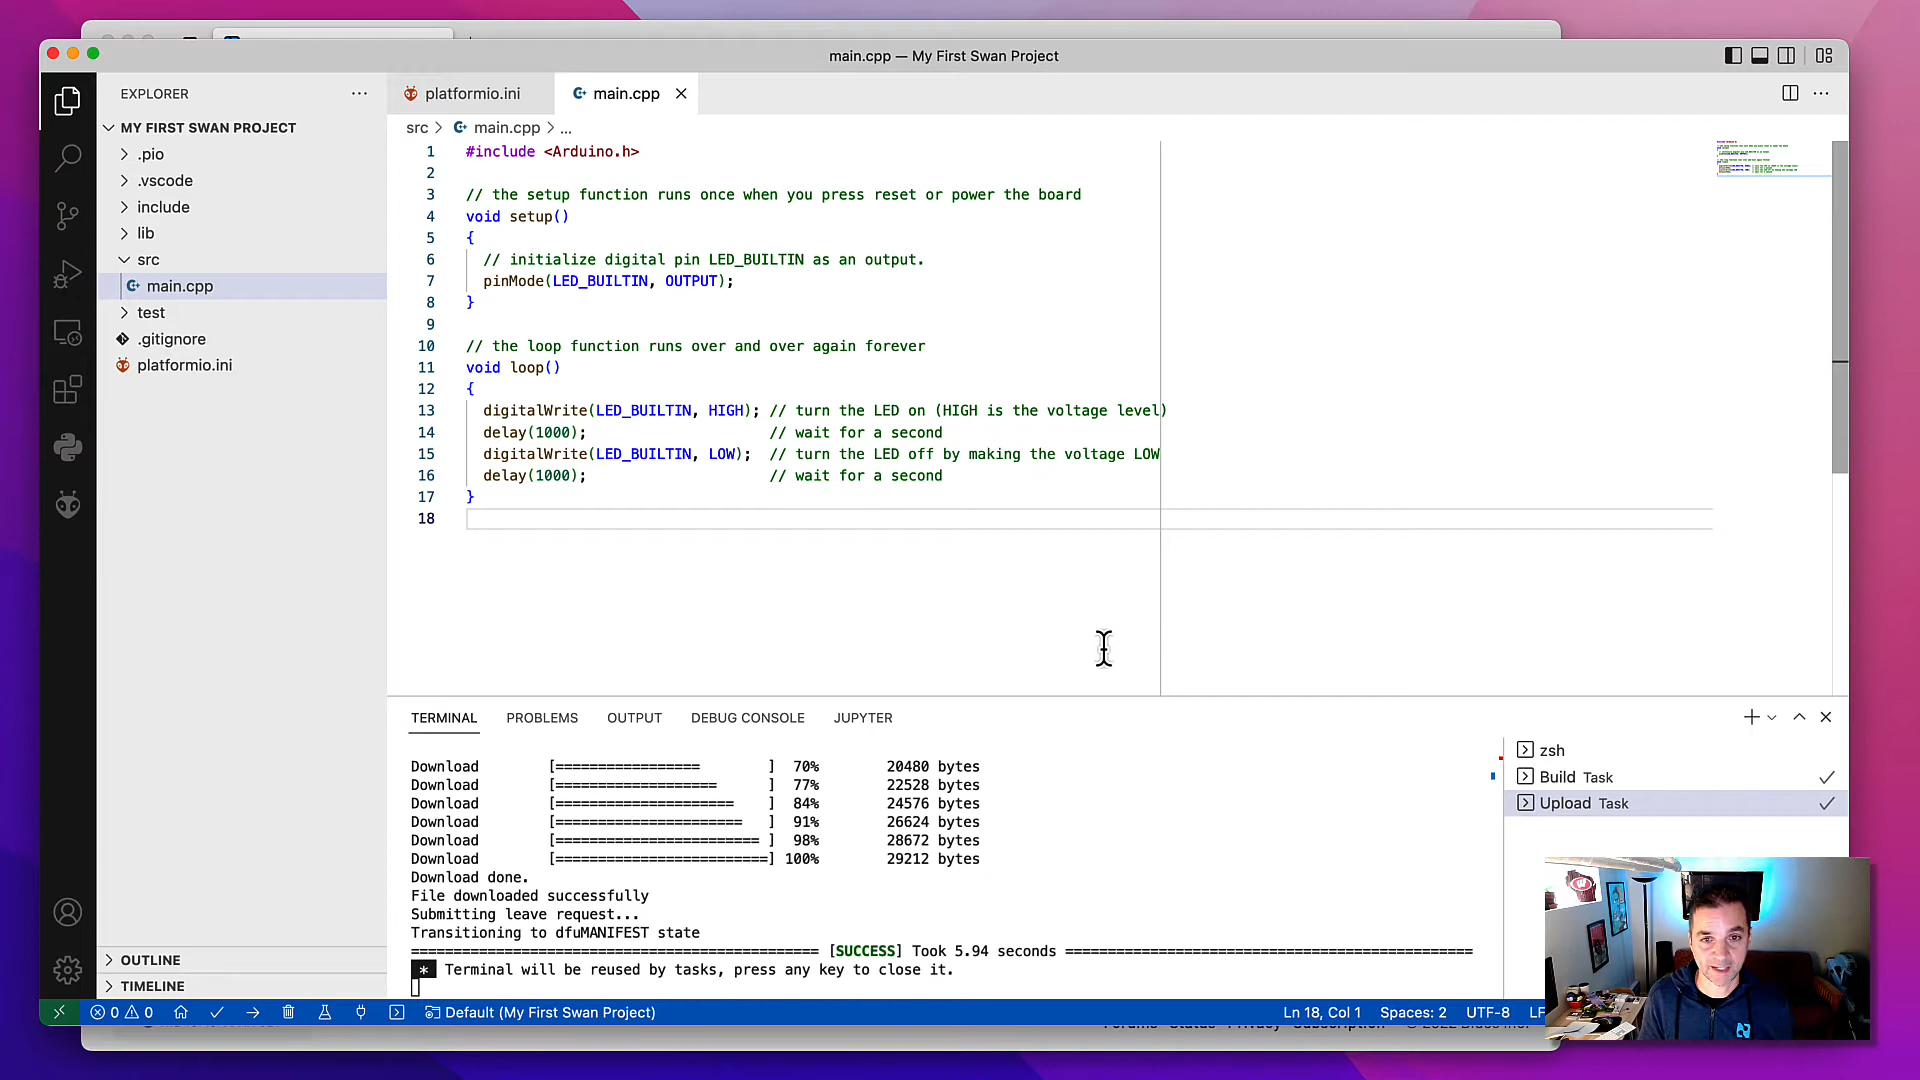 main.cpp — My First Swan Project
EXPLORER
platformio.ini
main.cpp
MY FIRST SWAN PROJECT
src > main.cpp > ...
.pio
.vscode
include
lib
src
main.cpp
test
.gitignore
platformio.ini
OUTLINE
TIMELINE
1 #include <Arduino.h>
2
3 // the setup function runs once when you press reset or power the board
4 void setup()
5 {
6 // initialize digital pin LED_BUILTIN as an output.
7 pinMode(LED_BUILTIN, OUTPUT);
8 }
9
10 // the loop function runs over and over again forever
11 void loop()
12 {
13 digitalWrite(LED_BUILTIN, HIGH); // turn the LED on (HIGH is the voltage level)
14 delay(1000); // wait for a second
15 digitalWrite(LED_BUILTIN, LOW); // turn the LED off by making the voltage LOW
16 delay(1000); // wait for a second
17 }
18
TERMINAL PROBLEMS OUTPUT DEBUG CONSOLE JUPYTER
Download [================= ] 70% 20480 bytes
Download [=================== ] 77% 22528 bytes
Download [===================== ] 84% 24576 bytes
Download [====================== ] 91% 26624 bytes
Download [======================== ] 98% 28672 bytes
Download [=========================] 100% 29212 bytes
Download done.
File downloaded successfully
Submitting leave request...
Transitioning to dfuMANIFEST state
================================================ [SUCCESS] Took 5.94 seconds ================================================
* Terminal will be reused by tasks, press any key to close it.
zsh
Build Task
Upload Task
0 0 Default (My First Swan Project) Ln 18, Col 1 Spaces: 2 UTF-8 LF